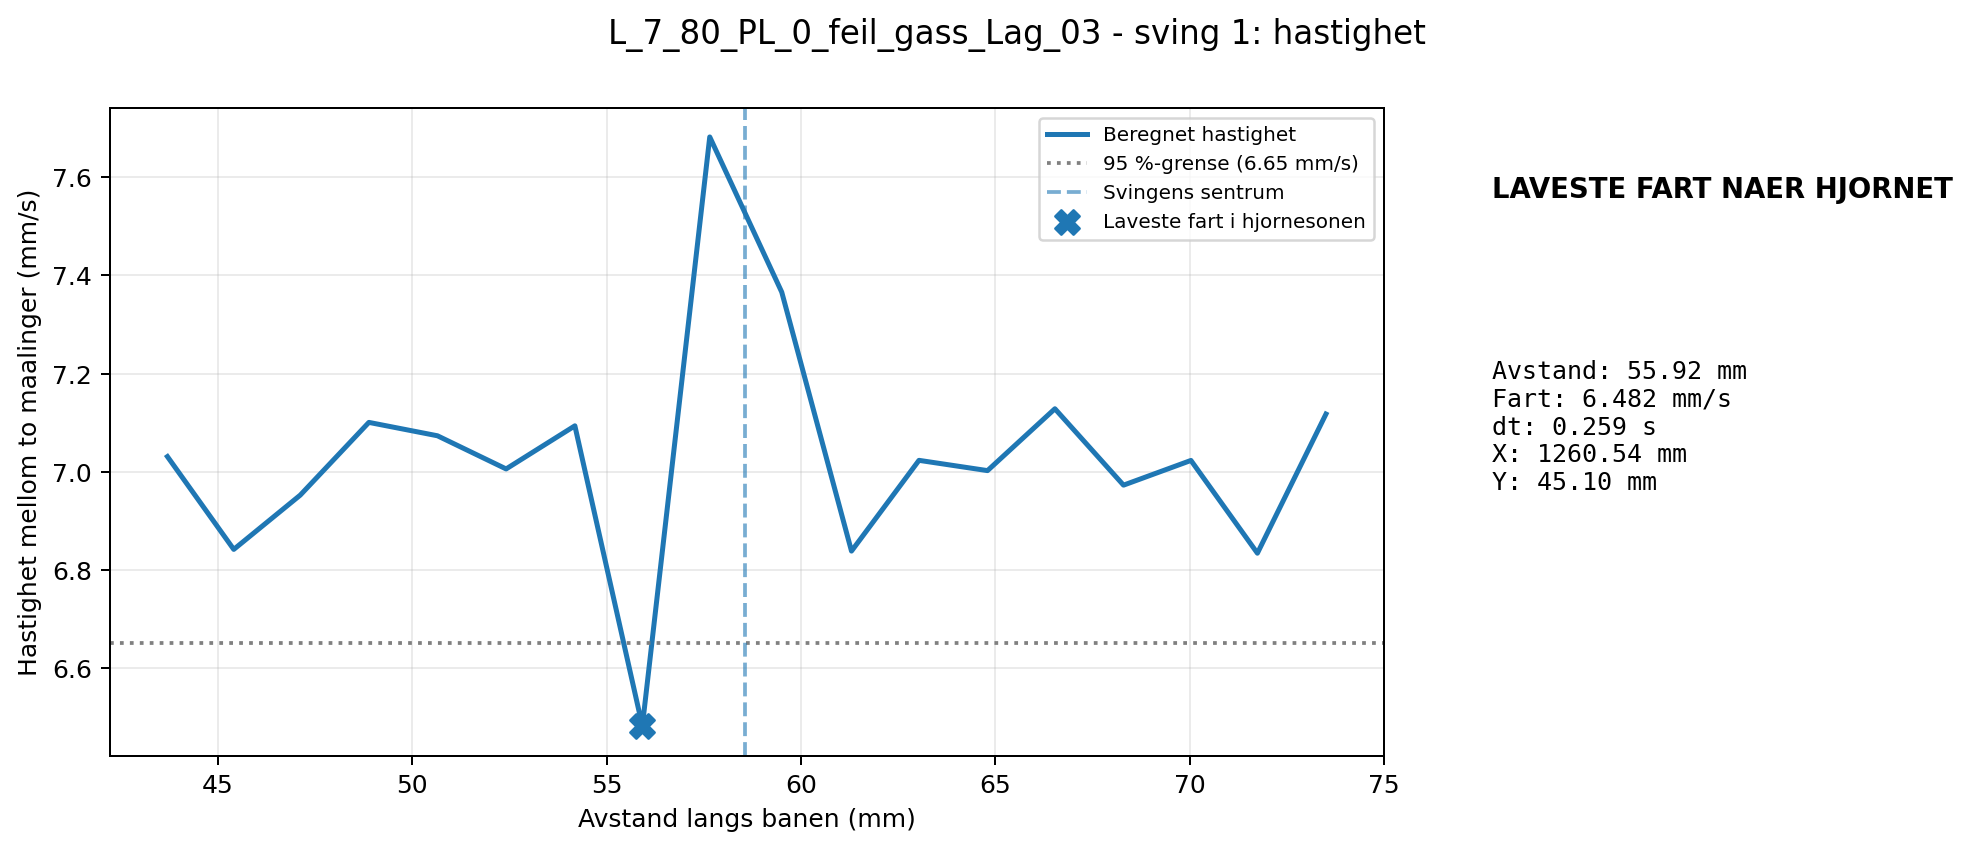 L_7_80_PL_0_feil_gass_Lag_03 - sving 1: hastighet
Hastighet mellom to maalinger (mm/s)
7.6
7.4
7.2
7.0
6.8
6.6
Beregnet hastighet
95 %-grense (6.65 mm/s)
Svingens sentrum
Laveste fart i hjornesonen
45
50
55
60
65
70
75
Avstand langs banen (mm)
LAVESTE FART NAER HJORNET
Avstand: 55.92 mm
Fart: 6.482 mm/s
dt: 0.259 s
X: 1260.54 mm
Y: 45.10 mm